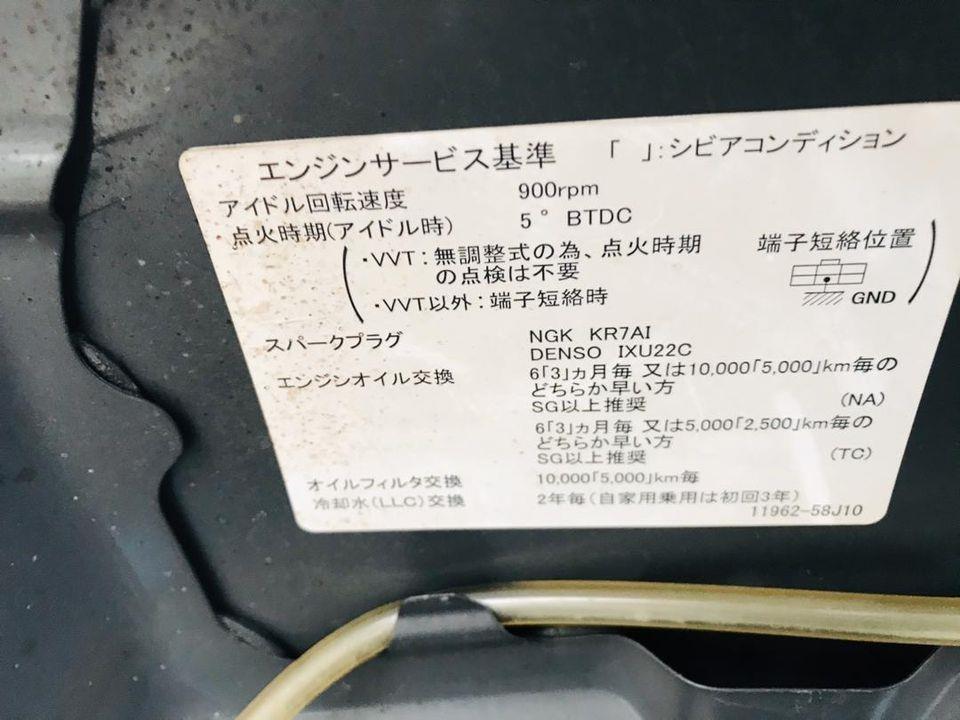 エンジンサービス基準 「 」:シビアコンディション
アイドル回転速度 900rpm
点火時期(アイドル時) 5° BTDC
・VVT:無調整式の為、点火時期
の点検は不要
・VVT以外:端子短絡時
端子短絡位置
GND
スパークプラグ NGK KR7AI
DENSO IXU22C
エンジンオイル交換 6「3」ヵ月毎 又は10,000「5,000」km毎の
どちらか早い方
SG以上推奨 (NA)
6「3」ヵ月毎 又は5,000「2,500」km毎の
どちらか早い方
SG以上推奨 (TC)
オイルフィルタ交換 10,000「5,000」km毎
冷却水(LLC)交換 2年毎(自家用乗用は初回3年)
11962-58J10